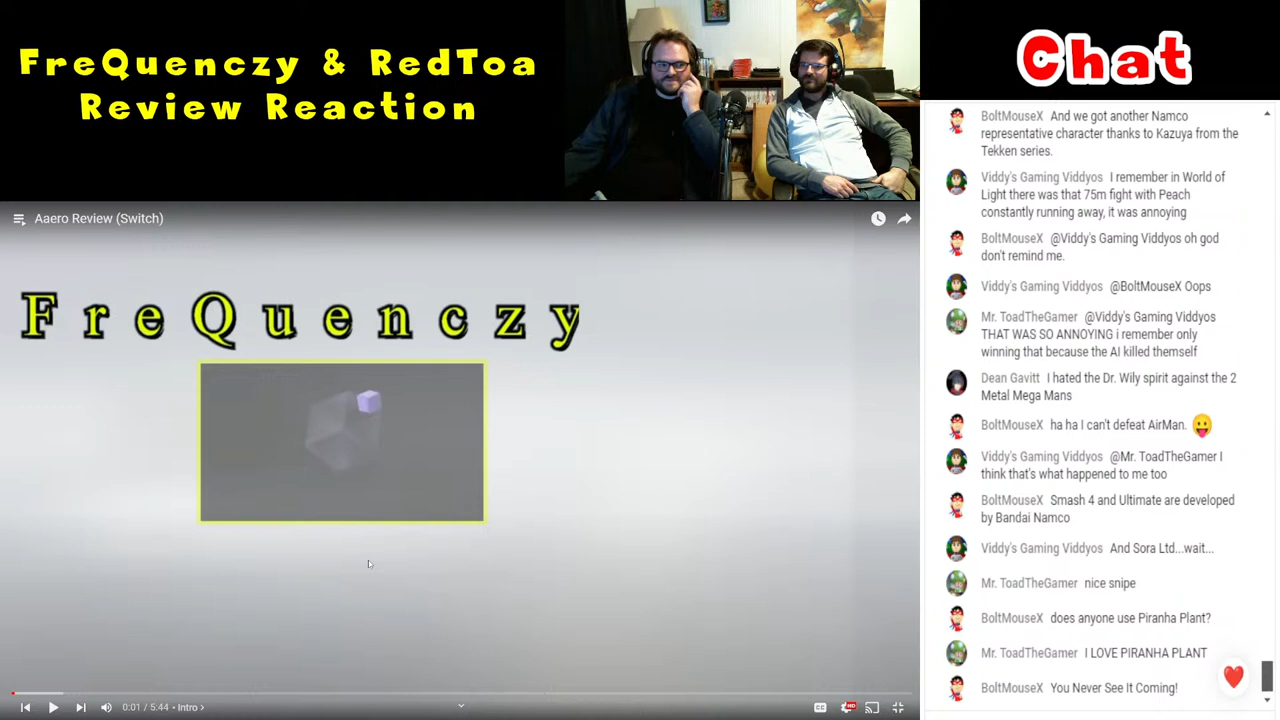 FreQuenczy & RedToa
Review Reaction
Chat
Aaero Review (Switch)
FreQuenczy
0:01 / 5:44 • Intro
CC
HD
BoltMouseX And we got another Namco
representative character thanks to Kazuya from the
Tekken series.
Viddy's Gaming Viddyos I remember in World of
Light there was that 75m fight with Peach
constantly running away, it was annoying
BoltMouseX @Viddy's Gaming Viddyos oh god
don't remind me.
Viddy's Gaming Viddyos @BoltMouseX Oops
Mr. ToadTheGamer @Viddy's Gaming Viddyos
THAT WAS SO ANNOYING i remember only
winning that because the AI killed themself
Dean Gavitt I hated the Dr. Wily spirit against the 2
Metal Mega Mans
BoltMouseX ha ha I can't defeat AirMan. 😛
Viddy's Gaming Viddyos @Mr. ToadTheGamer I
think that's what happened to me too
BoltMouseX Smash 4 and Ultimate are developed
by Bandai Namco
Viddy's Gaming Viddyos And Sora Ltd...wait...
Mr. ToadTheGamer nice snipe
BoltMouseX does anyone use Piranha Plant?
Mr. ToadTheGamer I LOVE PIRANHA PLANT
BoltMouseX You Never See It Coming!